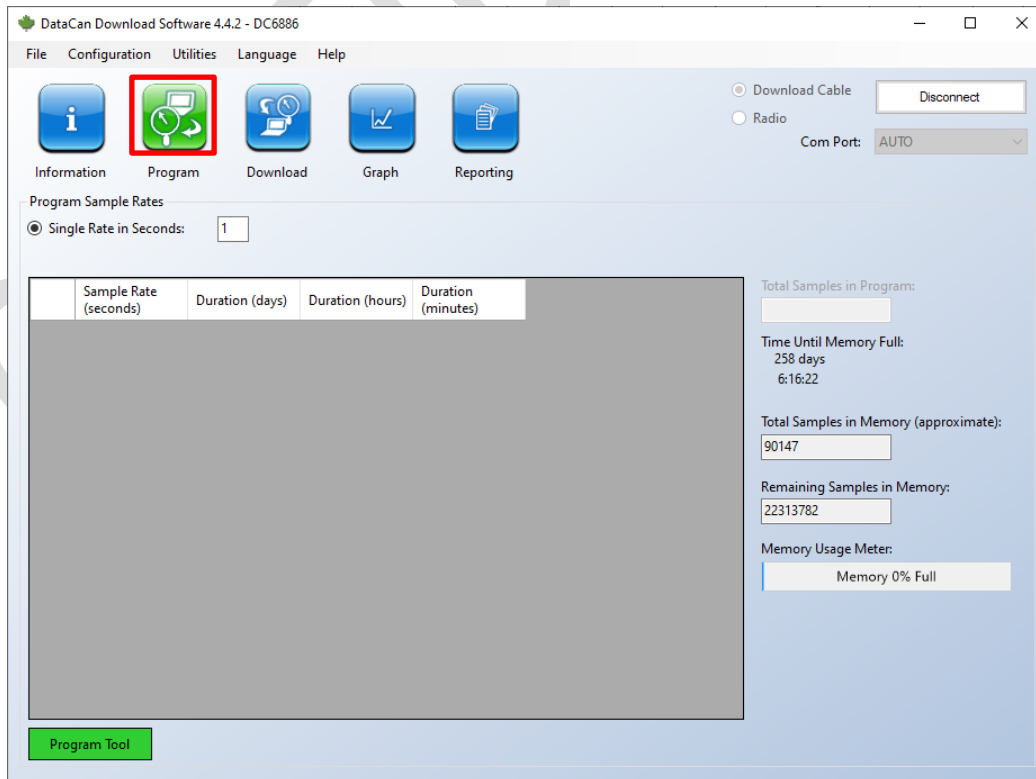 DataCan Download Software 4.4.2 - DC6886
File Configuration Utilities Language Help
Download Cable
Disconnect
Radio
Com Port: AUTO
Information Program Download Graph Reporting
Program Sample Rates
Single Rate in Seconds: 1
Sample Rate (seconds) Duration (days) Duration (hours) Duration (minutes)
Total Samples in Program:
Time Until Memory Full:
258 days
6:16:22
Total Samples in Memory (approximate):
90147
Remaining Samples in Memory:
22313782
Memory Usage Meter:
Memory 0% Full
Program Tool